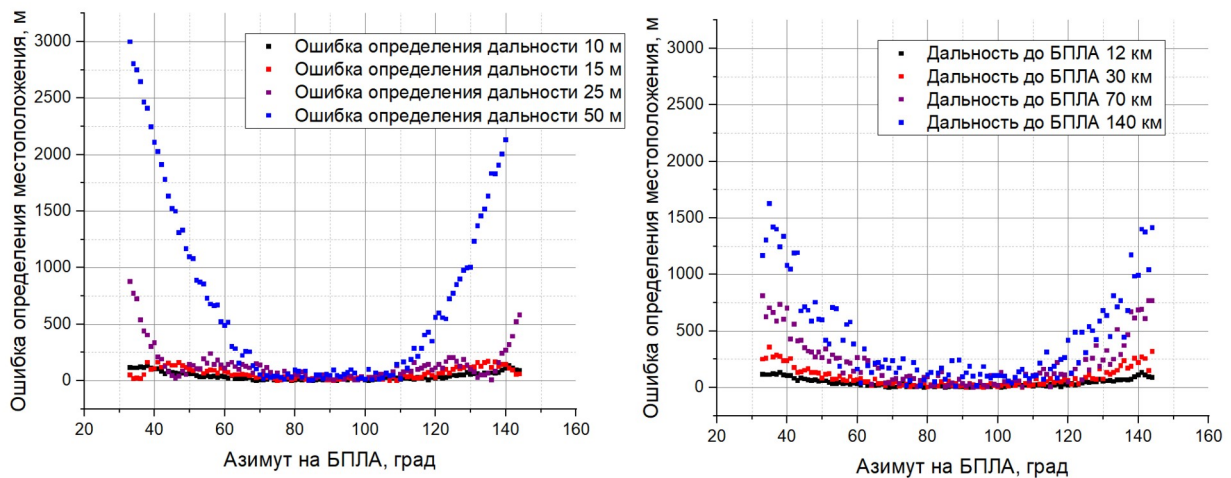 Ошибка определения местоположения, м
3000
2500
2000
1500
1000
500
0
Ошибка определения дальности 10 м
Ошибка определения дальности 15 м
Ошибка определения дальности 25 м
Ошибка определения дальности 50 м
20 40 60 80 100 120 140 160
Азимут на БПЛА, град
Ошибка определения местоположения, м
3000
2500
2000
1500
1000
500
0
Дальность до БПЛА 12 км
Дальность до БПЛА 30 км
Дальность до БПЛА 70 км
Дальность до БПЛА 140 км
20 40 60 80 100 120 140 160
Азимут на БПЛА, град